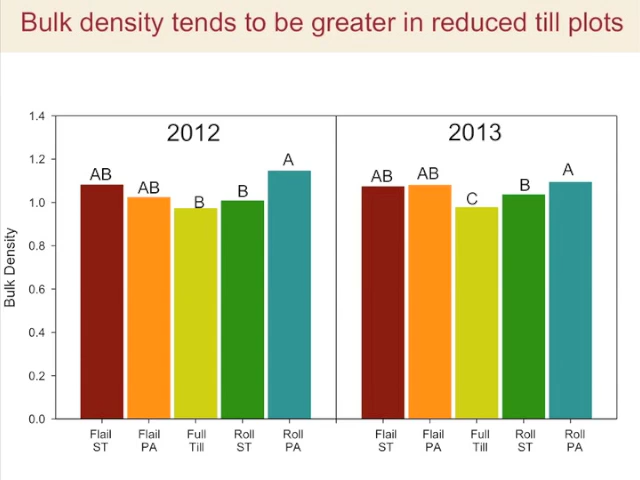 Bulk density tends to be greater in reduced till plots
2012
2013
Bulk Density
1.4
1.2
1.0
0.8
0.6
0.4
0.2
0.0
AB
AB
B
B
A
AB
AB
C
B
A
Flail
ST
Flail
PA
Full
Till
Roll
ST
Roll
PA
Flail
ST
Flail
PA
Full
Till
Roll
ST
Roll
PA